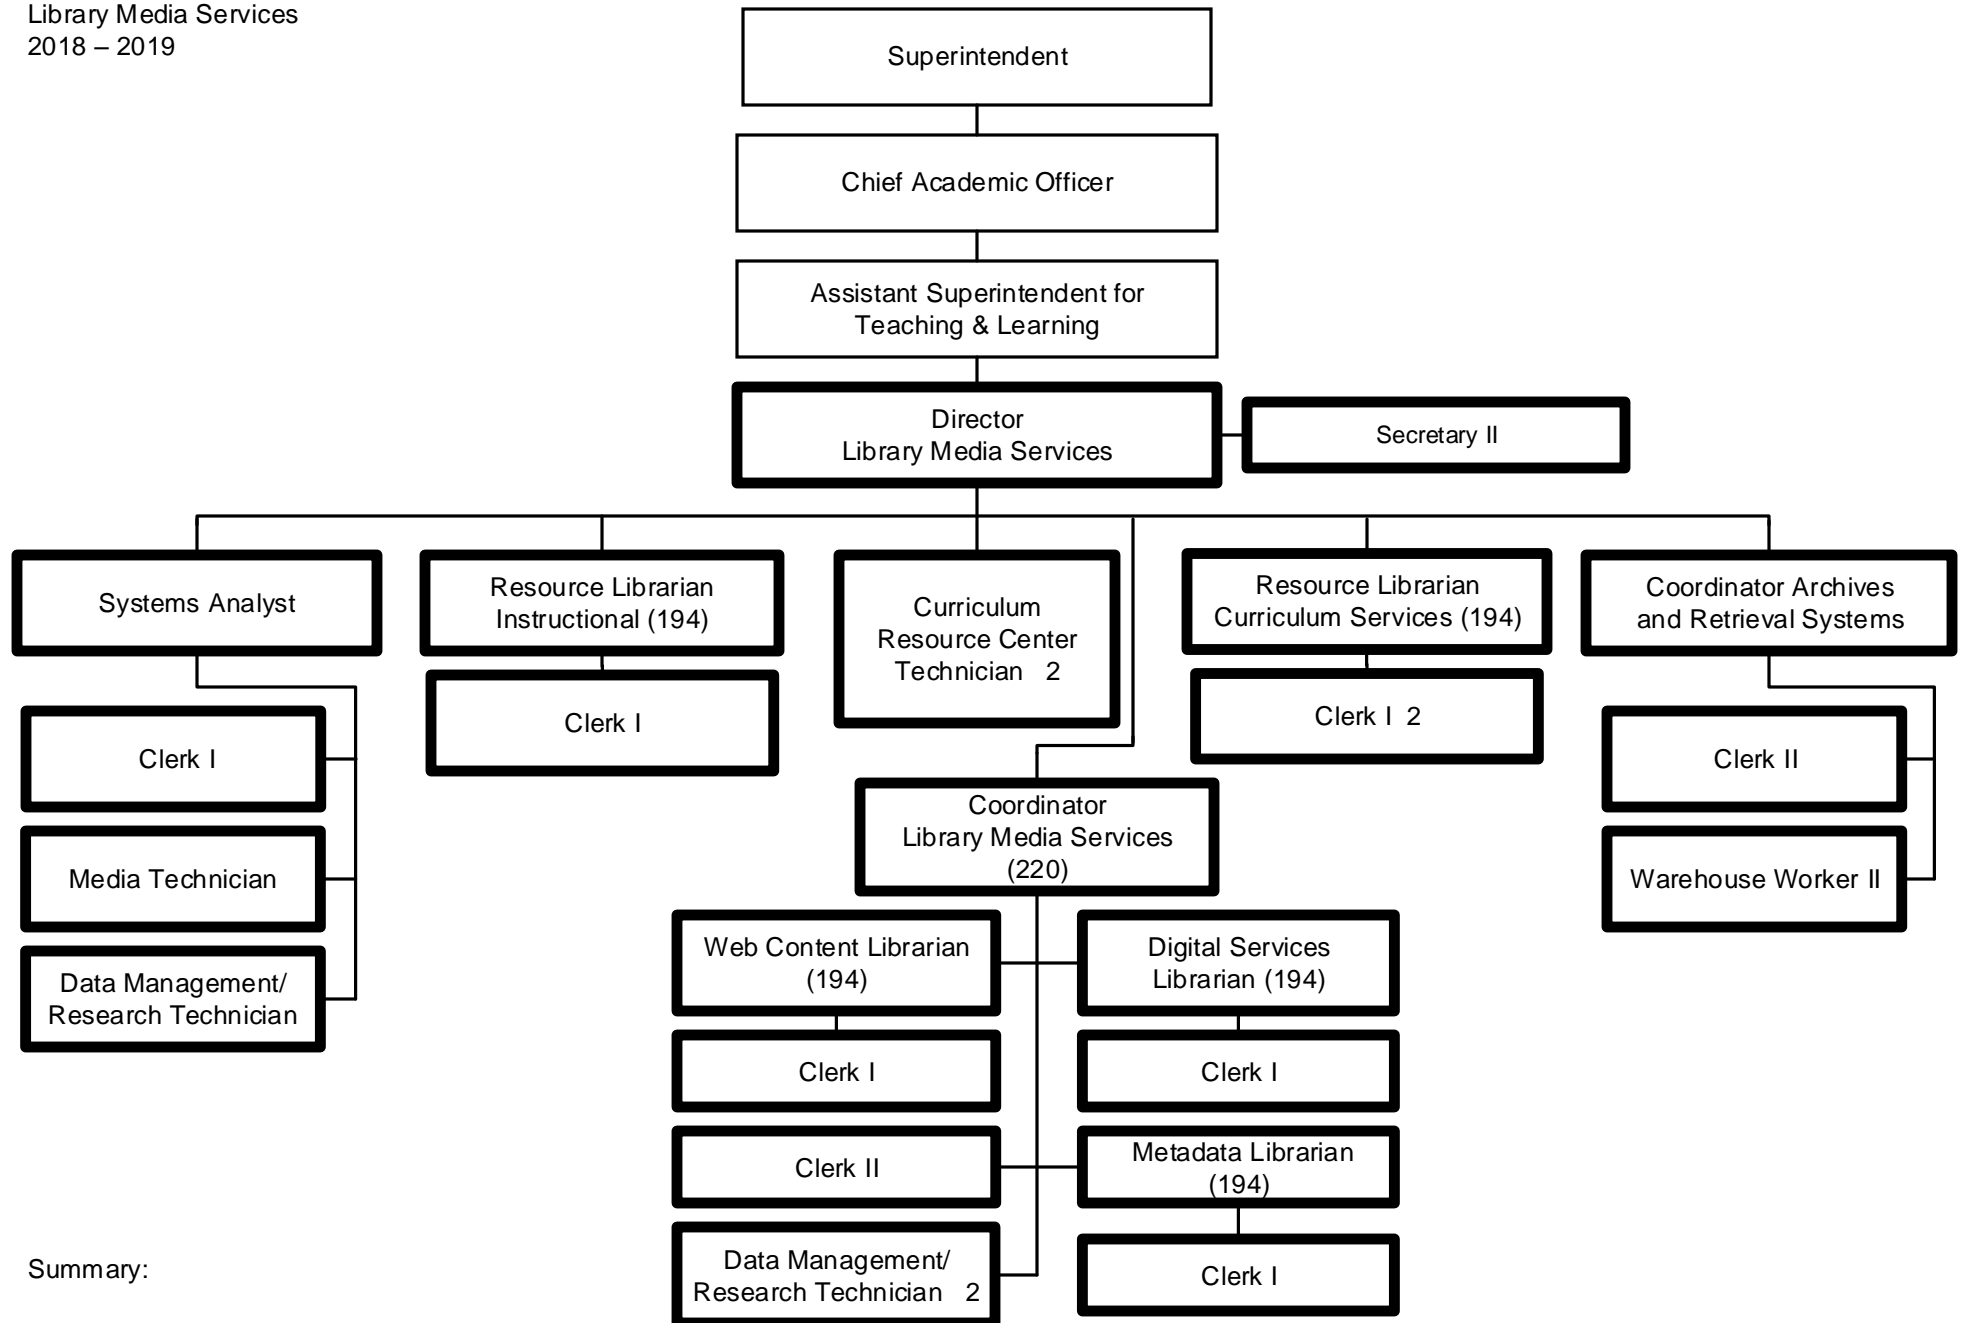 Library Media Services
2018 – 2019
Superintendent
Chief Academic Officer
Assistant Superintendent for
Teaching & Learning
Director
Library Media Services
Secretary II
Systems Analyst
Resource Librarian
Instructional (194)
Curriculum
Resource Center
Technician 2
Resource Librarian
Curriculum Services (194)
Coordinator Archives
and Retrieval Systems
Clerk I
Media Technician
Data Management/
Research Technician
Clerk I
Clerk I 2
Clerk II
Warehouse Worker II
Coordinator
Library Media Services
(220)
Web Content Librarian
(194)
Digital Services
Librarian (194)
Clerk I
Clerk I
Clerk II
Metadata Librarian
(194)
Data Management/
Research Technician 2
Clerk I
Summary: